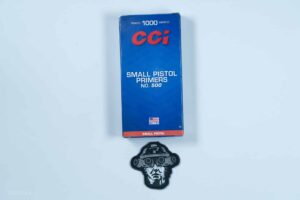 1000
CCI
SMALL PISTOL
PRIMERS
NO. 500
SMALL PISTOL